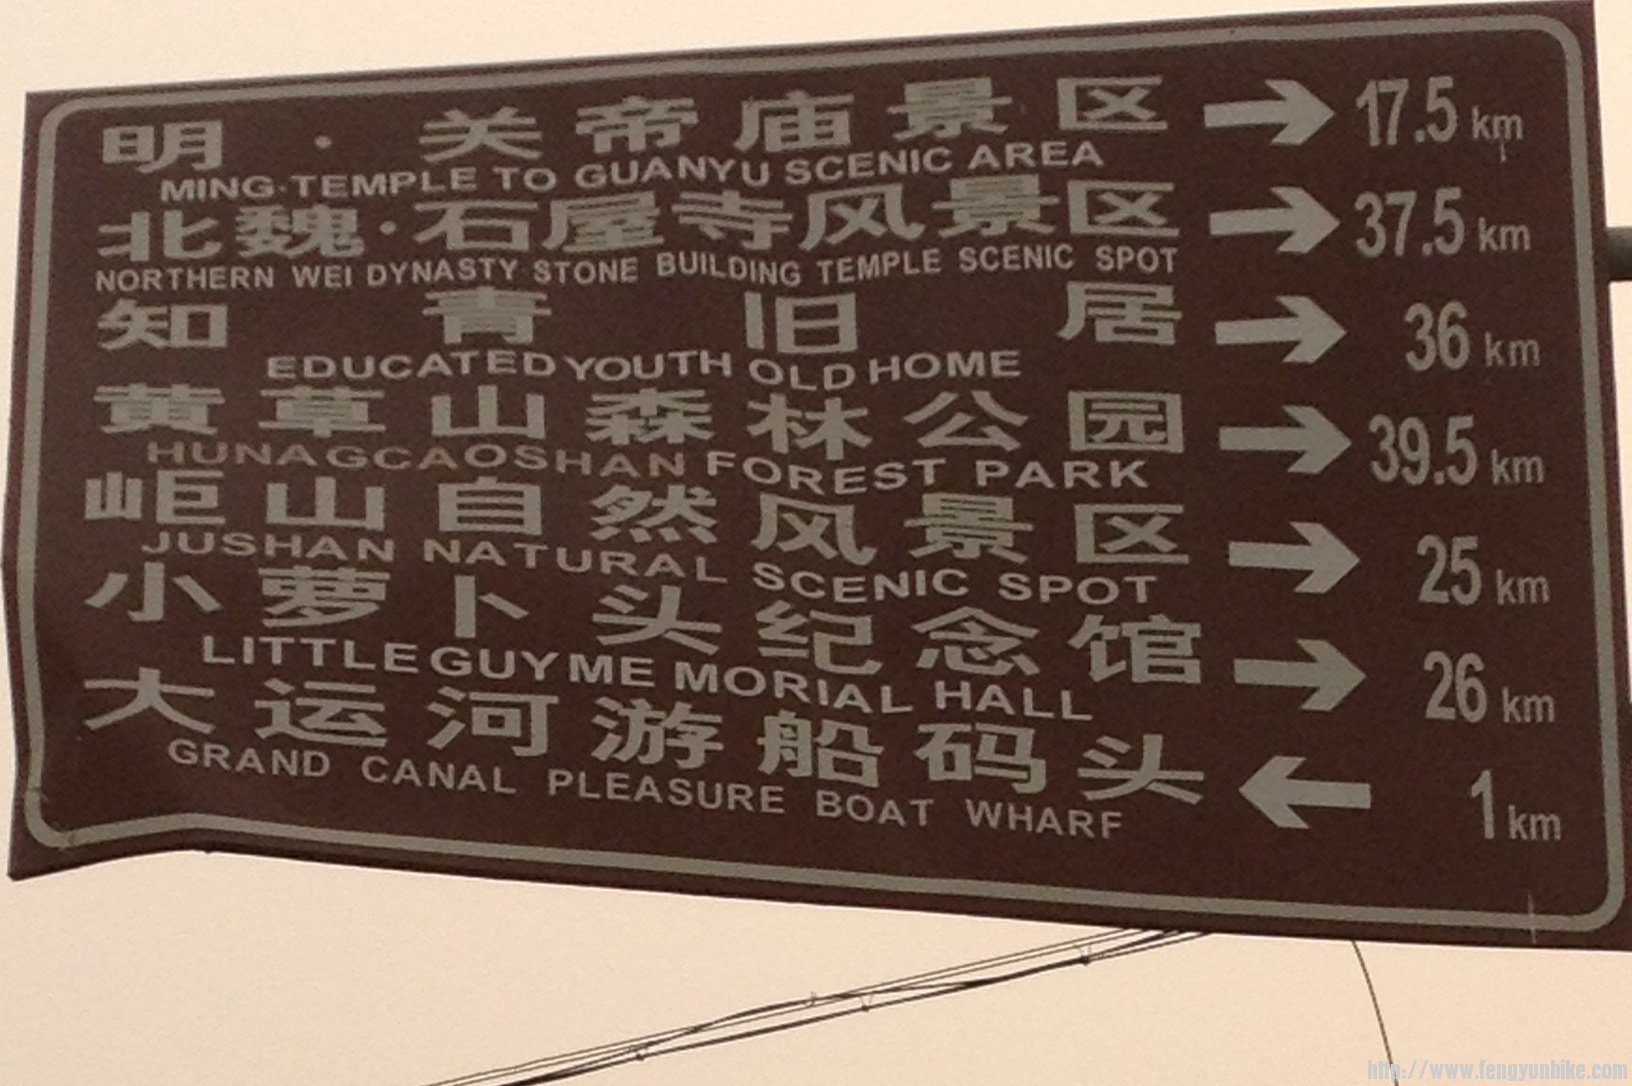 明·关帝庙景区 → 17.5 km
MING·TEMPLE TO GUANYU SCENIC AREA
北魏·石屋寺风景区 → 37.5 km
NORTHERN WEI DYNASTY STONE BUILDING TEMPLE SCENIC SPOT
知青旧居 → 36 km
EDUCATED YOUTH OLD HOME
黄草山森林公园 → 39.5 km
HUNAGCAOSHAN FOREST PARK
岠山自然风景区 → 25 km
JUSHAN NATURAL SCENIC SPOT
小萝卜头纪念馆 → 26 km
LITTLE GUY ME MORIAL HALL
大运河游船码头 ← 1 km
GRAND CANAL PLEASURE BOAT WHARF
http://www.fengyunbike.com